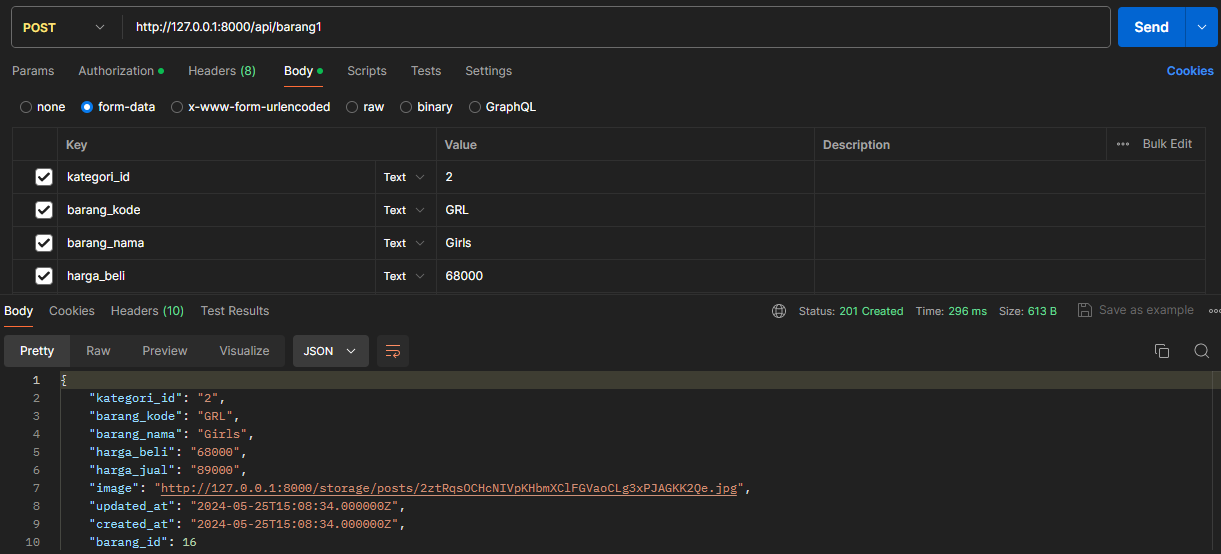 POST http://127.0.0.1:8000/api/barang1 Send
Params Authorization Headers (8) Body Scripts Tests Settings Cookies
none form-data x-www-form-urlencoded raw binary GraphQL
Key Value Description ••• Bulk Edit
kategori_id Text 2
barang_kode Text GRL
barang_nama Text Girls
harga_beli Text 68000
Body Cookies Headers (10) Test Results Status: 201 Created Time: 296 ms Size: 613 B Save as example
Pretty Raw Preview Visualize JSON
1 {
2 "kategori_id": "2",
3 "barang_kode": "GRL",
4 "barang_nama": "Girls",
5 "harga_beli": "68000",
6 "harga_jual": "89000",
7 "image": "http://127.0.0.1:8000/storage/posts/2ztRqsOCHcNIVpKHbmXClFGVaoCLg3xPJAGKK2Qe.jpg",
8 "updated_at": "2024-05-25T15:08:34.000000Z",
9 "created_at": "2024-05-25T15:08:34.000000Z",
10 "barang_id": 16